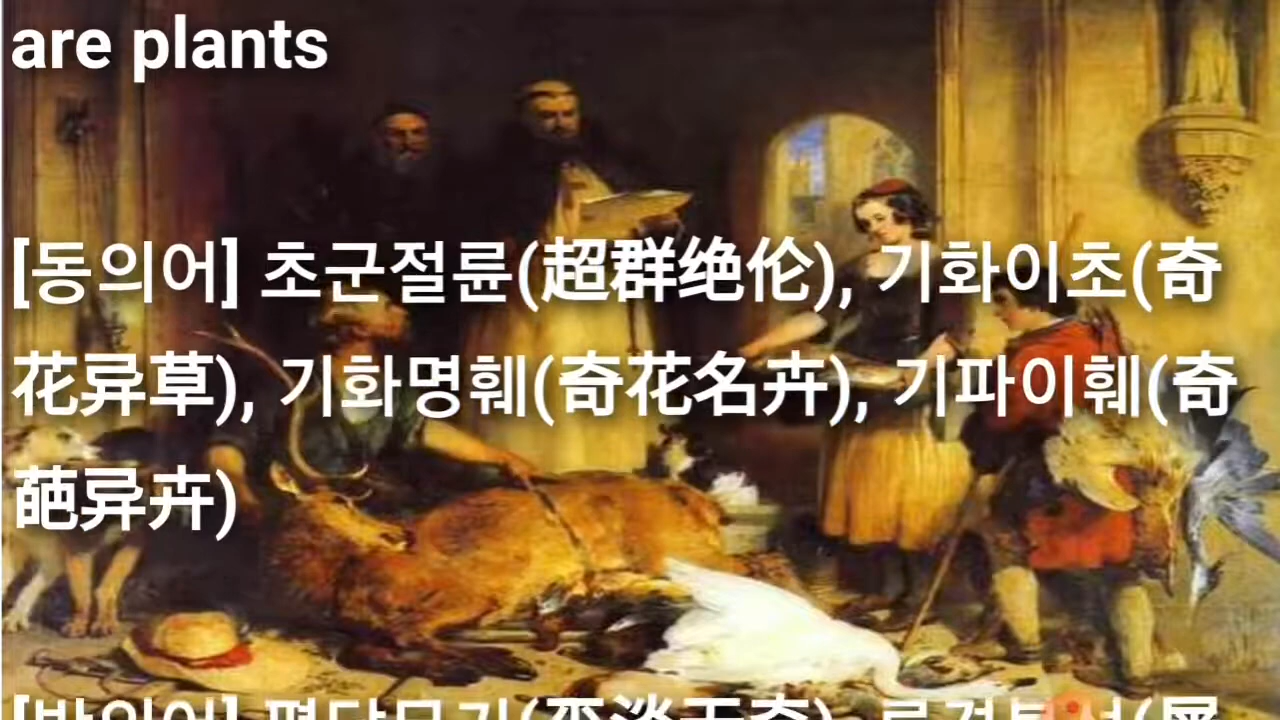 are plants
[동의어] 초군절륜(超群绝伦), 기화이초(奇
花异草), 기화명훼(奇花名卉), 기파이훼(奇
葩异卉)